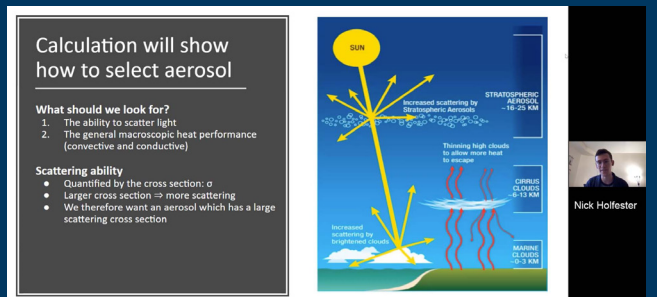 Calculation will show
how to select aerosol
What should we look for?
1. The ability to scatter light
2. The general macroscopic heat performance
(convective and conductive)
Scattering ability
● Quantified by the cross section: σ
● Larger cross section ⇒ more scattering
● We therefore want an aerosol which has a large
scattering cross section
SUN
STRATOSPHERIC
AEROSOL
~16-25 KM
Increased scattering by
Stratospheric Aerosols
Thinning high clouds
to allow more heat
to escape
CIRRUS
CLOUDS
~6-13 KM
Increased
scattering by
brightened clouds
MARINE
CLOUDS
~0-3 KM
Nick Holfester